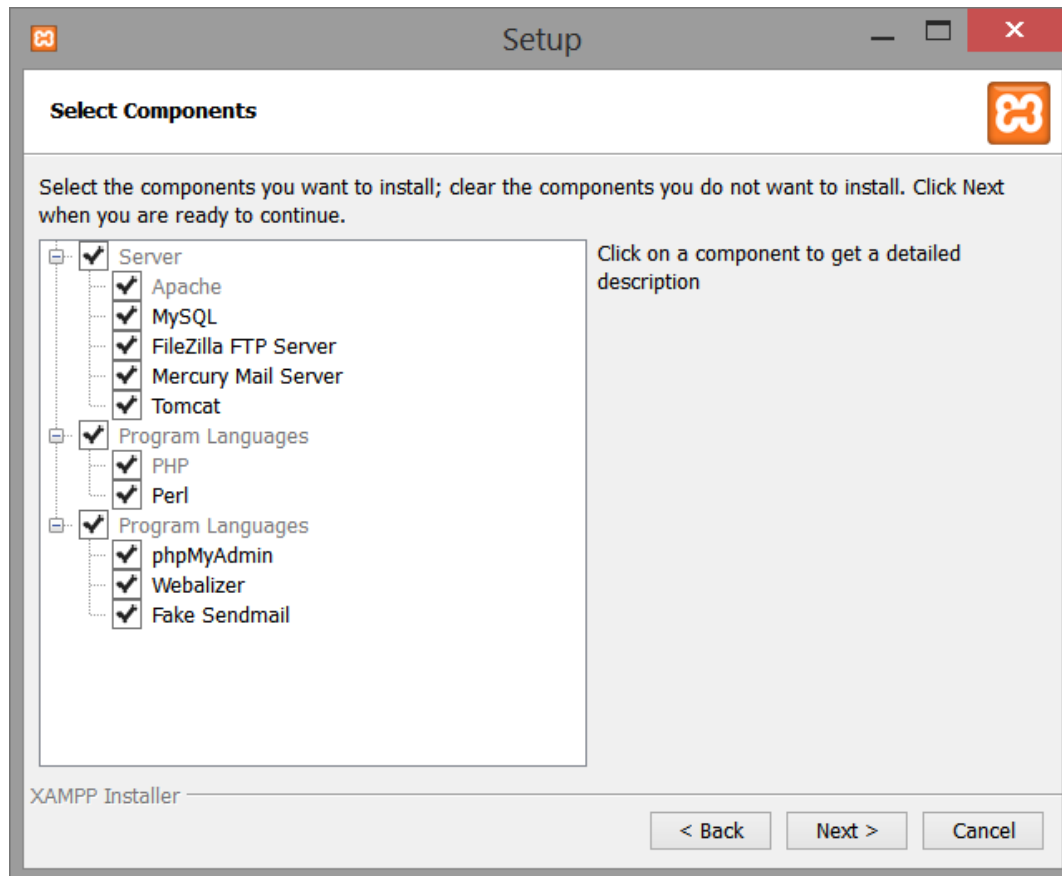 Setup
Select Components
Select the components you want to install; clear the components you do not want to install. Click Next
when you are ready to continue.
Server
Apache
MySQL
FileZilla FTP Server
Mercury Mail Server
Tomcat
Program Languages
PHP
Perl
Program Languages
phpMyAdmin
Webalizer
Fake Sendmail
Click on a component to get a detailed
description
XAMPP Installer
< Back
Next >
Cancel